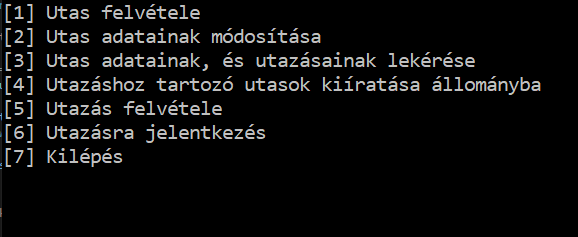 [1] Utas felvétele
[2] Utas adatainak módosítása
[3] Utas adatainak, és utazásainak lekérése
[4] Utazáshoz tartozó utasok kiíratása állományba
[5] Utazás felvétele
[6] Utazásra jelentkezés
[7] Kilépés